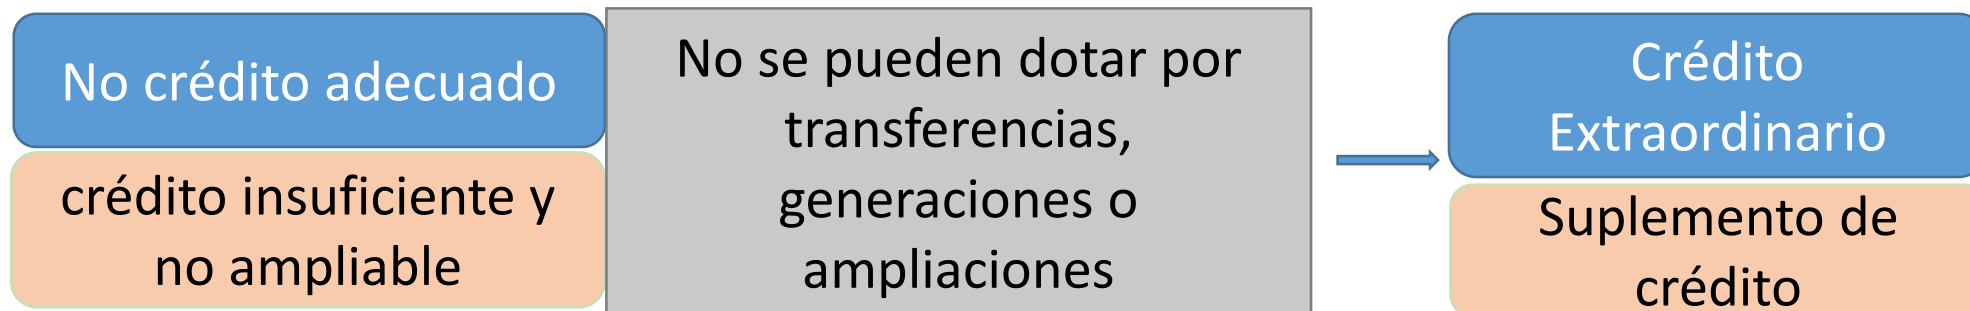 No crédito adecuado
crédito insuficiente y
no ampliable
No se pueden dotar por
transferencias,
generaciones o
ampliaciones
Crédito
Extraordinario
Suplemento de
crédito